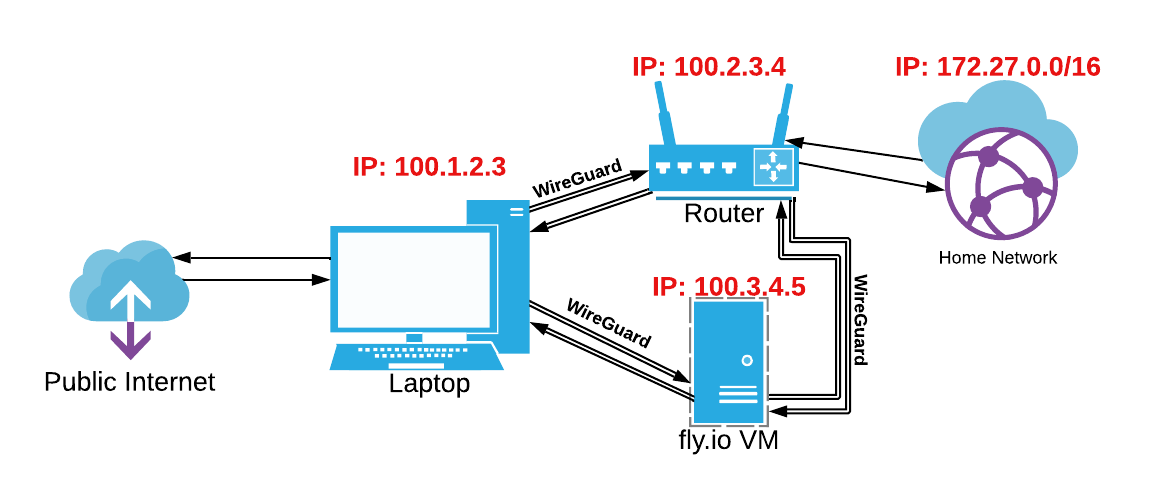 IP: 100.2.3.4
IP: 172.27.0.0/16
IP: 100.1.2.3
WireGuard
Router
Home Network
IP: 100.3.4.5
WireGuard
WireGuard
Public Internet
Laptop
fly.io VM